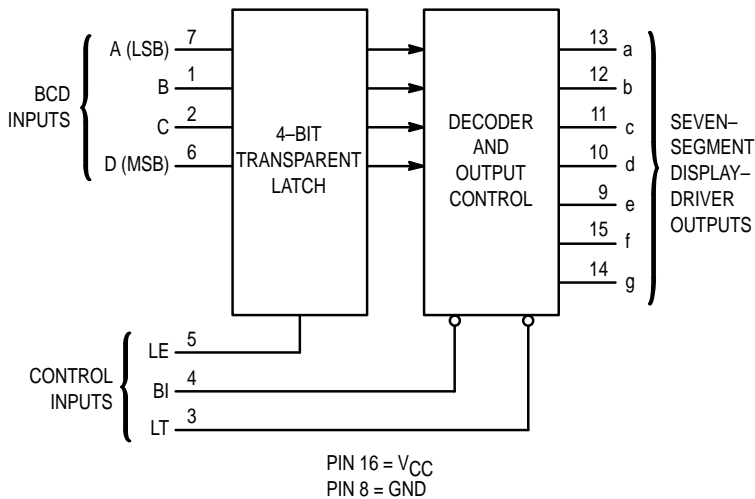 BCD
INPUTS
A (LSB) 7
B 1
C 2
D (MSB) 6
4–BIT
TRANSPARENT
LATCH
DECODER
AND
OUTPUT
CONTROL
13 a
12 b
11 c
10 d
9 e
15 f
14 g
SEVEN–
SEGMENT
DISPLAY–
DRIVER
OUTPUTS
CONTROL
INPUTS
LE 5
BI 4
LT 3
PIN 16 = VCC
PIN 8 = GND